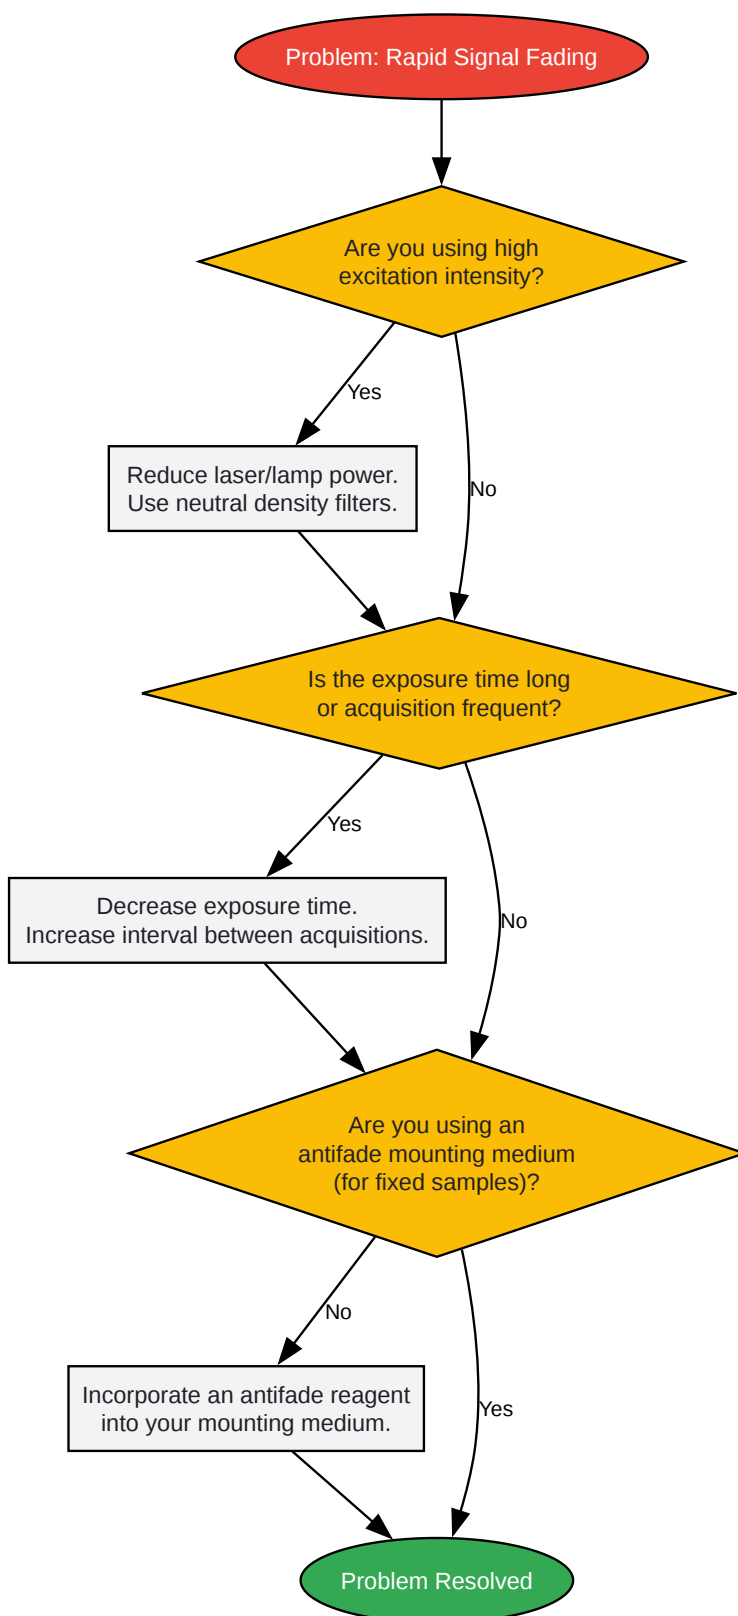 Problem: Rapid Signal Fading
Are you using high
excitation intensity?
Yes
Reduce laser/lamp power.
Use neutral density filters.
No
Is the exposure time long
or acquisition frequent?
Yes
Decrease exposure time.
Increase interval between acquisitions.
No
Are you using an
antifade mounting medium
(for fixed samples)?
No
Incorporate an antifade reagent
into your mounting medium.
Yes
Problem Resolved